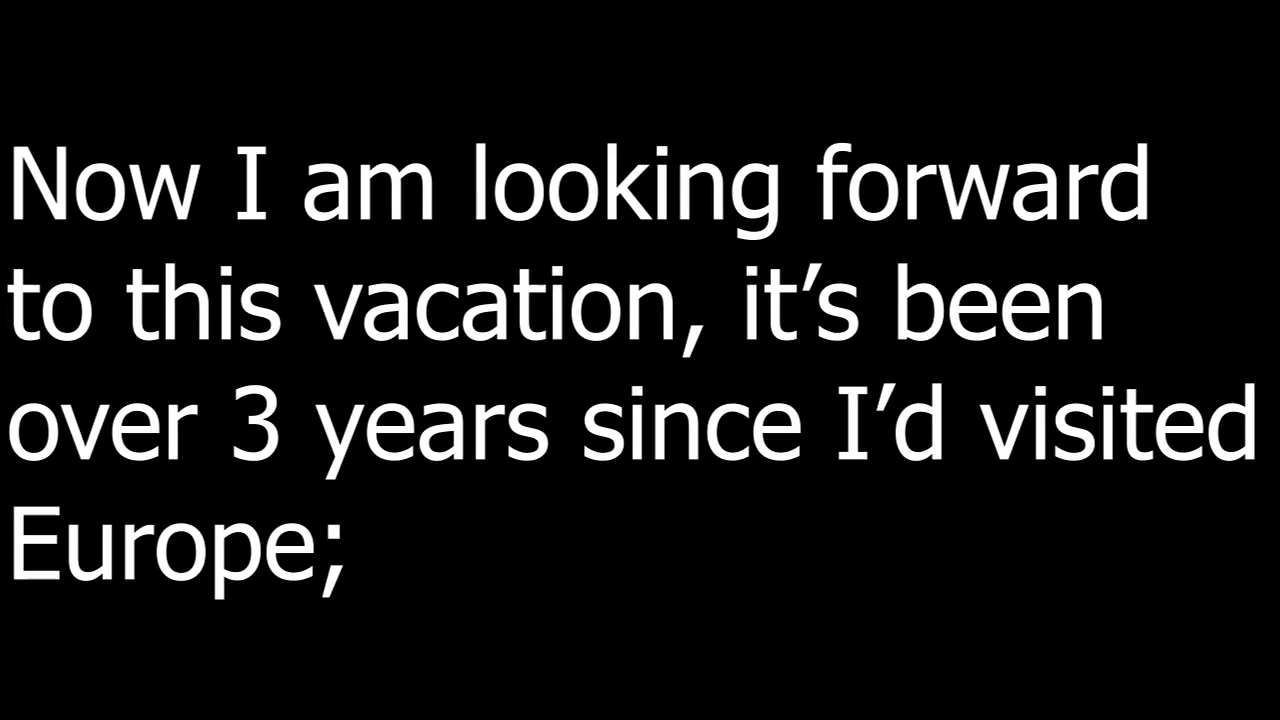 Now I am looking forward
to this vacation, it’s been
over 3 years since I’d visited
Europe;